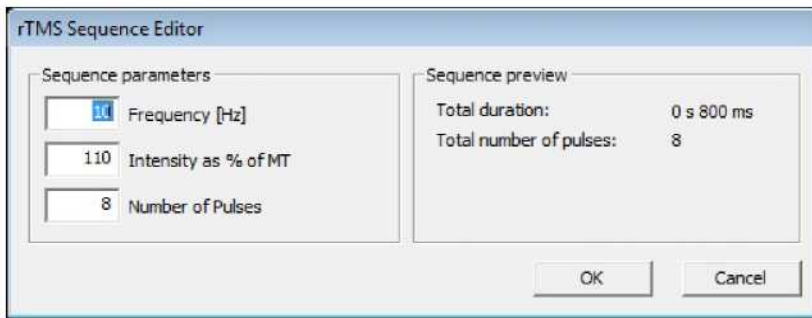 rTMS Sequence Editor
Sequence parameters
10 Frequency [Hz]
110 Intensity as % of MT
8 Number of Pulses
Sequence preview
Total duration: 0 s 800 ms
Total number of pulses: 8
OK Cancel